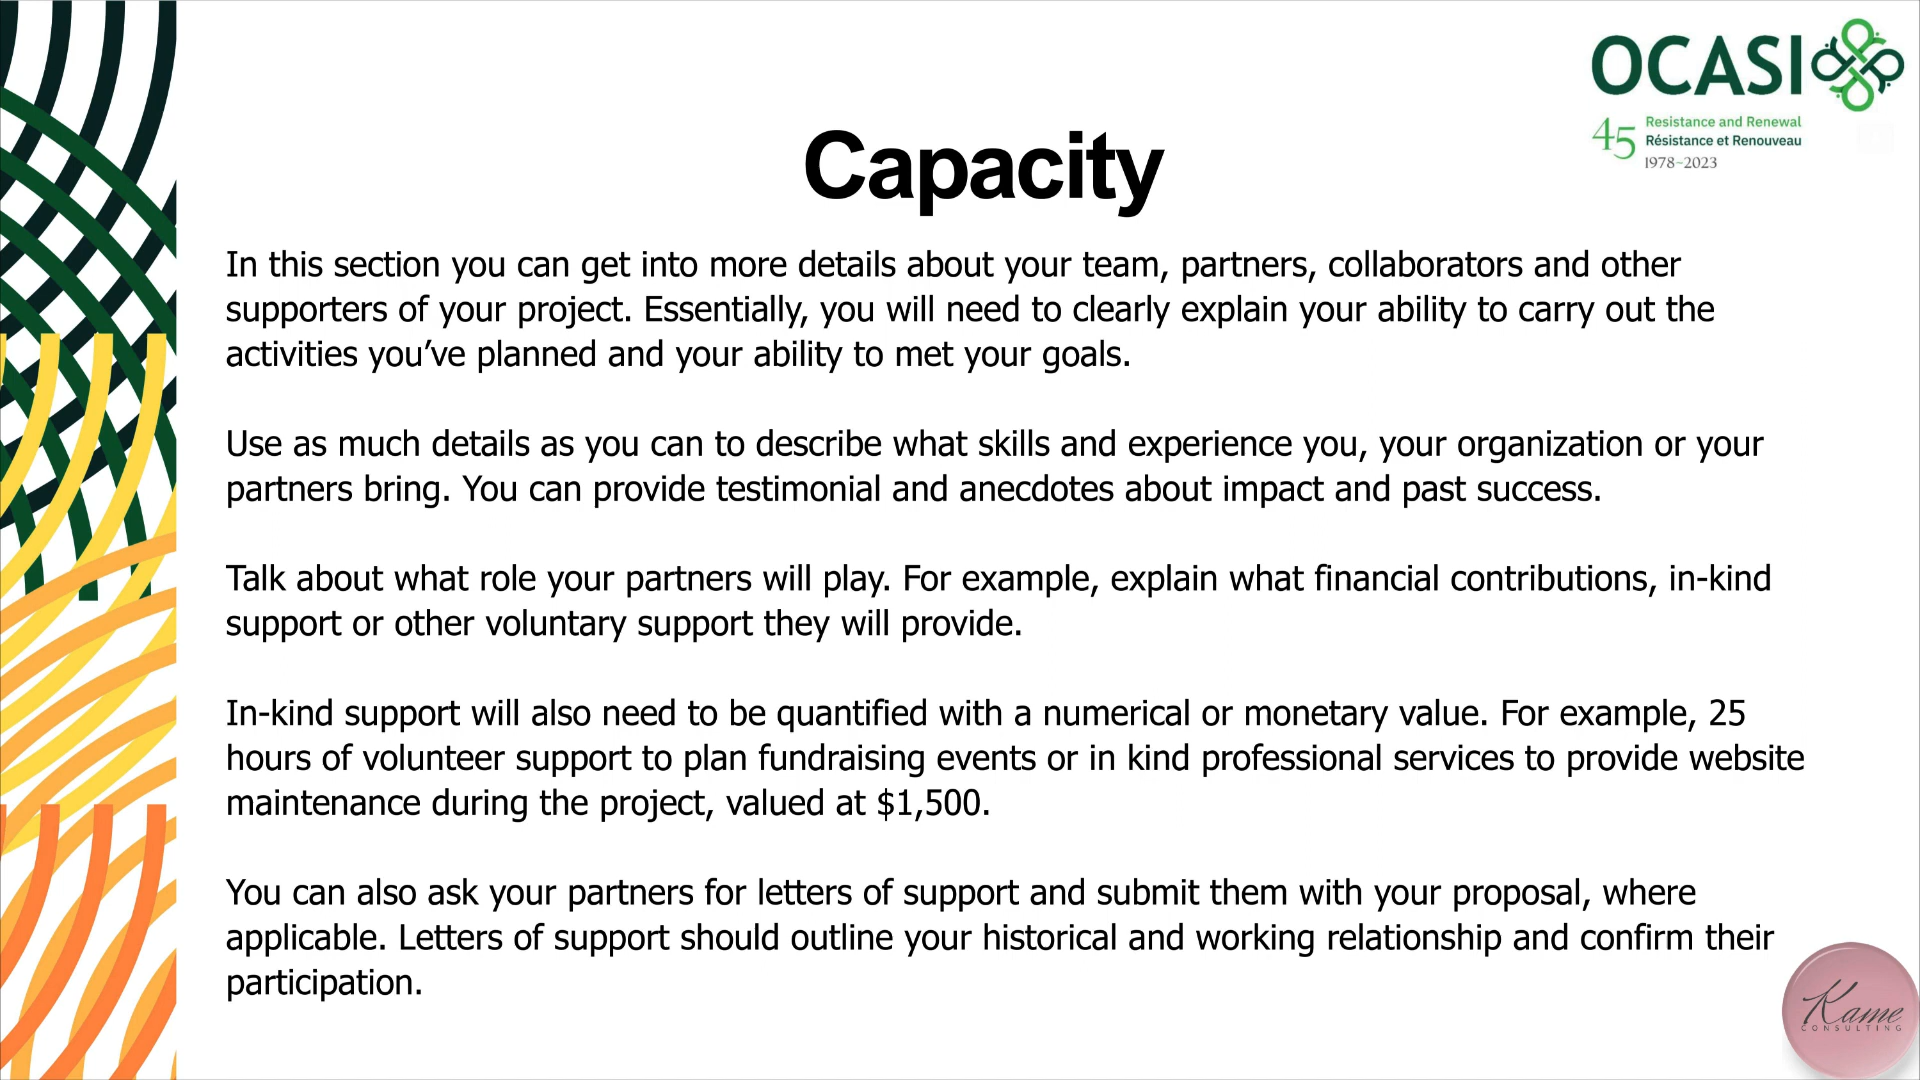 OCASI
45 Resistance and Renewal
Résistance et Renouveau
1978-2023
Capacity
In this section you can get into more details about your team, partners, collaborators and other
supporters of your project. Essentially, you will need to clearly explain your ability to carry out the
activities you’ve planned and your ability to met your goals.
Use as much details as you can to describe what skills and experience you, your organization or your
partners bring. You can provide testimonial and anecdotes about impact and past success.
Talk about what role your partners will play. For example, explain what financial contributions, in-kind
support or other voluntary support they will provide.
In-kind support will also need to be quantified with a numerical or monetary value. For example, 25
hours of volunteer support to plan fundraising events or in kind professional services to provide website
maintenance during the project, valued at $1,500.
You can also ask your partners for letters of support and submit them with your proposal, where
applicable. Letters of support should outline your historical and working relationship and confirm their
participation.
Kame
CONSULTING